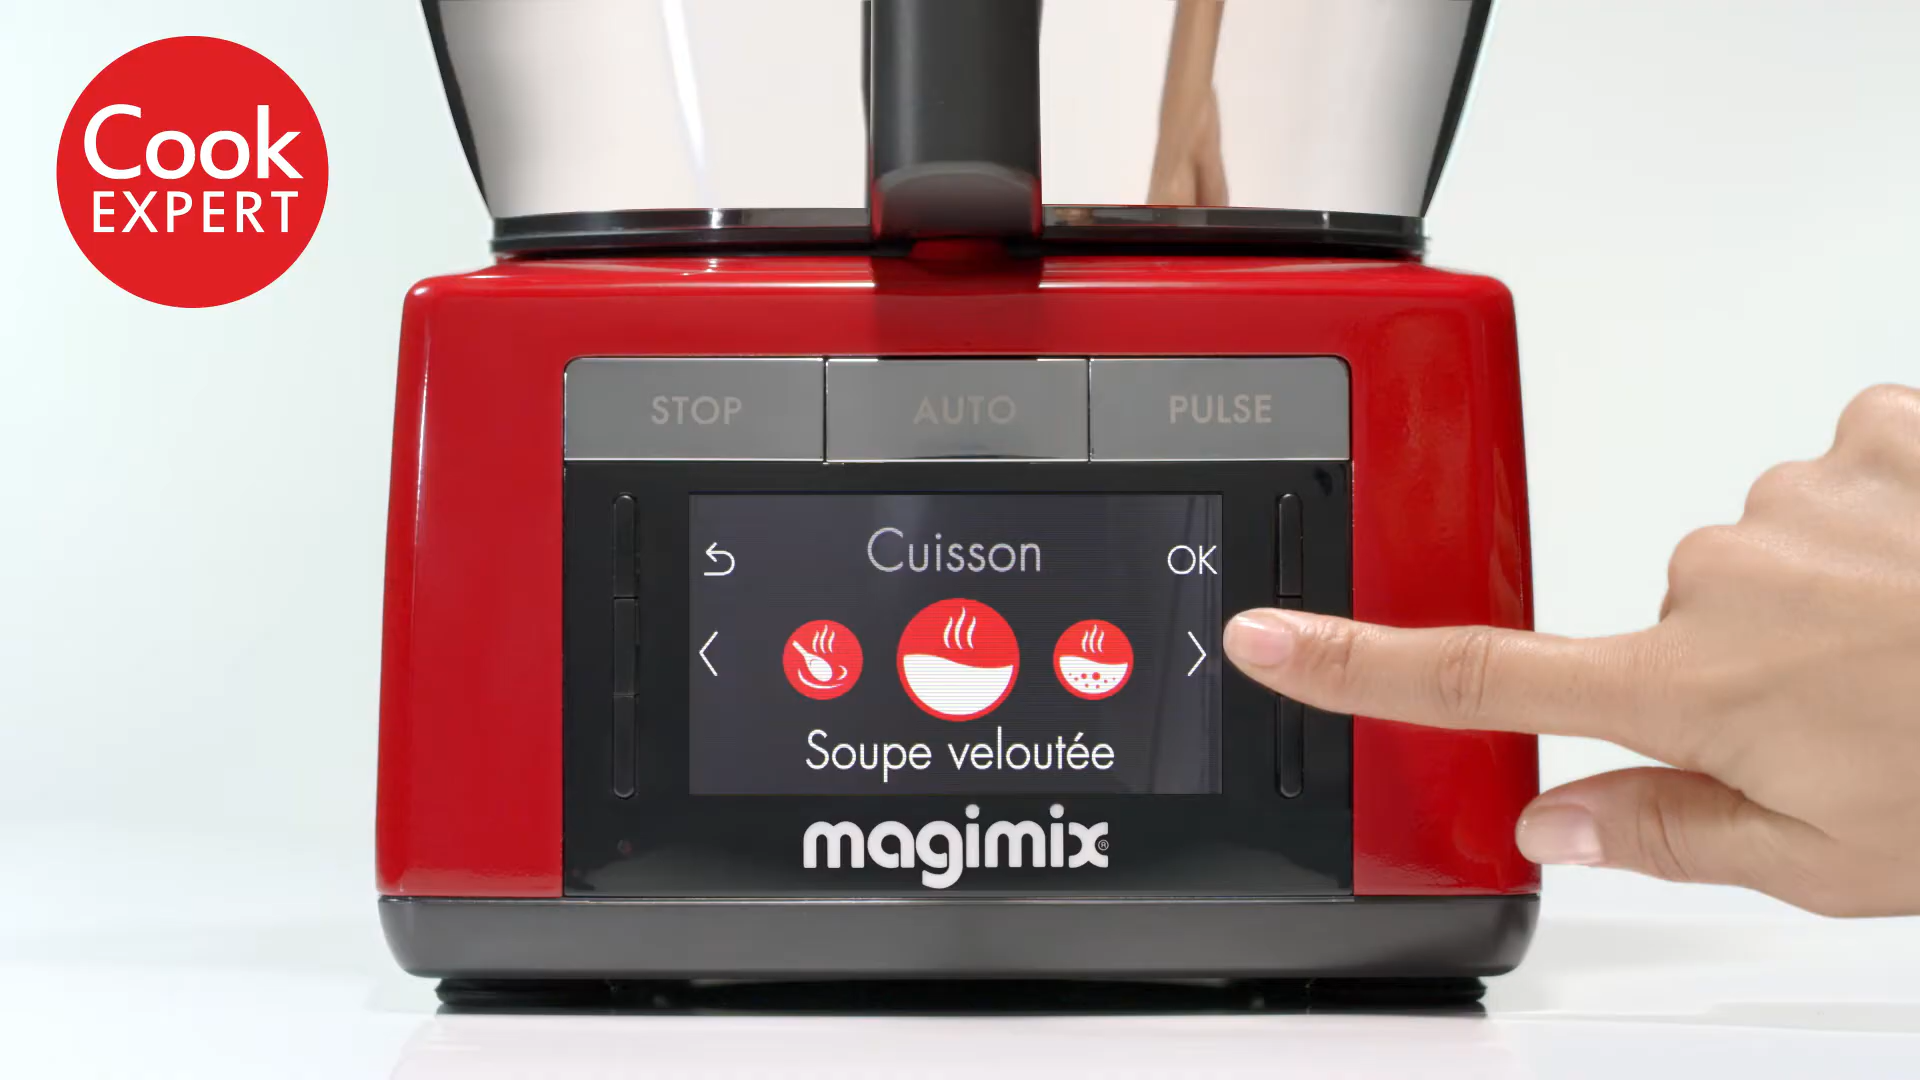 Cook
EXPERT
STOP
AUTO
PULSE
Cuisson
OK
Soupe veloutée
magimix®